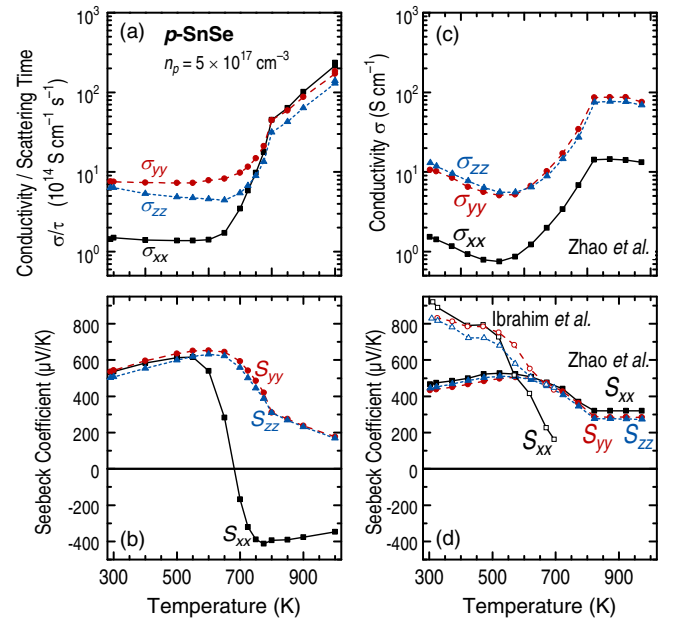 (a)
p-SnSe
n_p = 5 × 10^17 cm^−3
Conductivity / Scattering Time
σ/τ (10^14 S cm^−1 s^−1)
10^2
10^1
10^0
σ_yy
σ_zz
σ_xx
(c)
Conductivity σ (S cm^−1)
10^2
10^1
10^0
σ_zz
σ_yy
σ_xx
Zhao et al.
Seebeck Coefficient (µV/K)
800
600
400
200
0
-200
-400
S_yy
S_zz
S_xx
(b)
300 500 700 900
Temperature (K)
Seebeck Coefficient (µV/K)
800
600
400
200
0
-200
-400
Ibrahim et al.
Zhao et al.
S_xx
S_xx
S_yy
S_zz
(d)
300 400 500 600 700 800 900
Temperature (K)